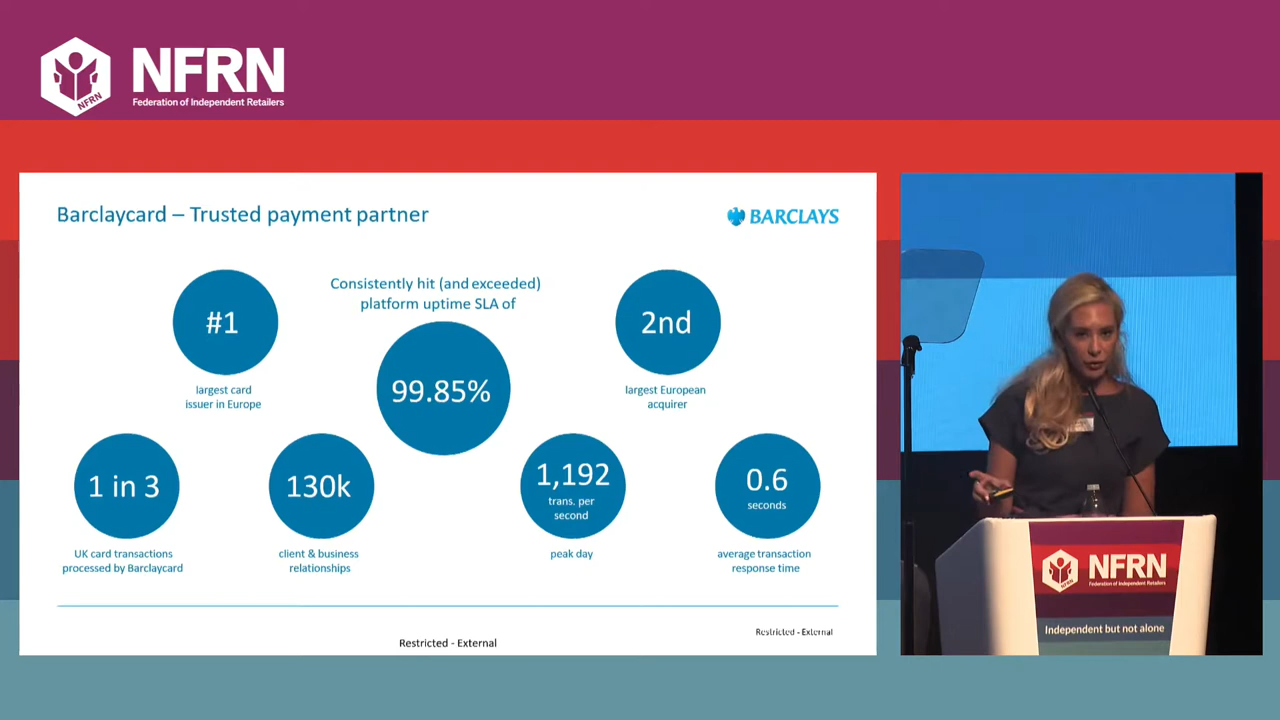 NFRN
Federation of Independent Retailers
NFRN
Barclaycard – Trusted payment partner
BARCLAYS
#1
largest card
issuer in Europe
Consistently hit (and exceeded)
platform uptime SLA of
99.85%
2nd
largest European
acquirer
1 in 3
UK card transactions
processed by Barclaycard
130k
client & business
relationships
1,192
trans. per
second
peak day
0.6
seconds
average transaction
response time
Restricted - External
Restricted - External
NFRN
Federation of Independent Retailers
Independent but not alone